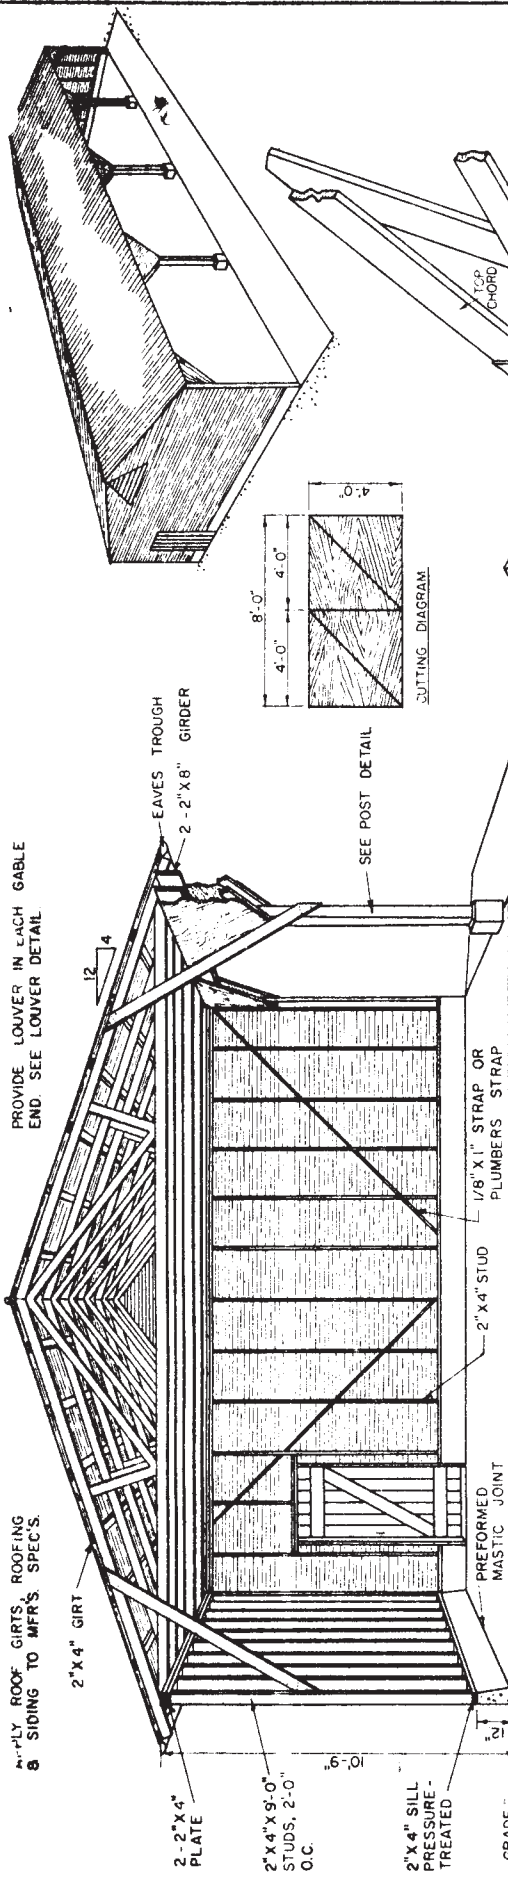 PROVIDE LOUVER IN EACH GABLE
END. SEE LOUVER DETAIL.
ROOF GIRTS, ROOFING
& SIDING TO MFR'S. SPEC'S.
2"X4" GIRT
12
4
EAVES TROUGH
2-2"X8" GIRDER
2-2"X4"
PLATE
2"X4"X9'-0"
STUDS, 2'-0"
O.C.
10'-9"
2"X4" SILL
PRESSURE-
TREATED
12"
GRADE
PREFORMED
MASTIC JOINT
2"X4" STUD
1/8"X1" STRAP OR
PLUMBERS STRAP
SEE POST DETAIL
8'-0"
4'-0"
4'-0"
4'-0"
CUTTING DIAGRAM
TOP
CHORD